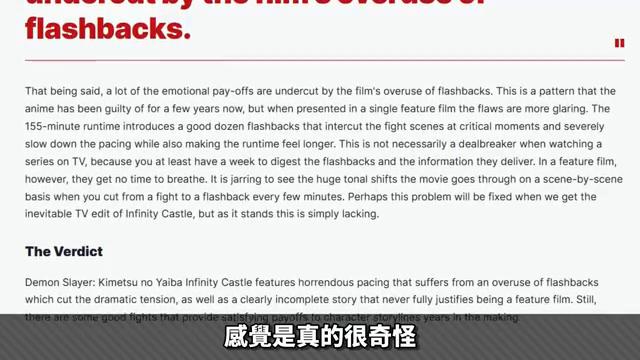 undercut by the film's overuse of
flashbacks.
"
That being said, a lot of the emotional pay-offs are undercut by the film's overuse of flashbacks. This is a pattern that the
anime has been guilty of for a few years now, but when presented in a single feature film the flaws are more glaring. The
155-minute runtime introduces a good dozen flashbacks that intercut the fight scenes at critical moments and severely
slow down the pacing while also making the runtime feel longer. This is not necessarily a dealbreaker when watching a
series on TV, because you at least have a week to digest the flashbacks and the information they deliver. In a feature film,
however, they get no time to breathe. It is jarring to see the huge tonal shifts the movie goes through on a scene-by-scene
basis when you cut from a fight to a flashback every few minutes. Perhaps this problem will be fixed when we get the
inevitable TV edit of Infinity Castle, but as it stands this is simply lacking.
The Verdict
Demon Slayer: Kimetsu no Yaiba Infinity Castle features horrendous pacing that suffers from an overuse of flashbacks
which cut the dramatic tension, as well as a clearly incomplete story that never fully justifies being a feature film. Still,
there are some good fights that provide satisfying payoffs to character storylines years in the making.
感覺是真的很奇怪